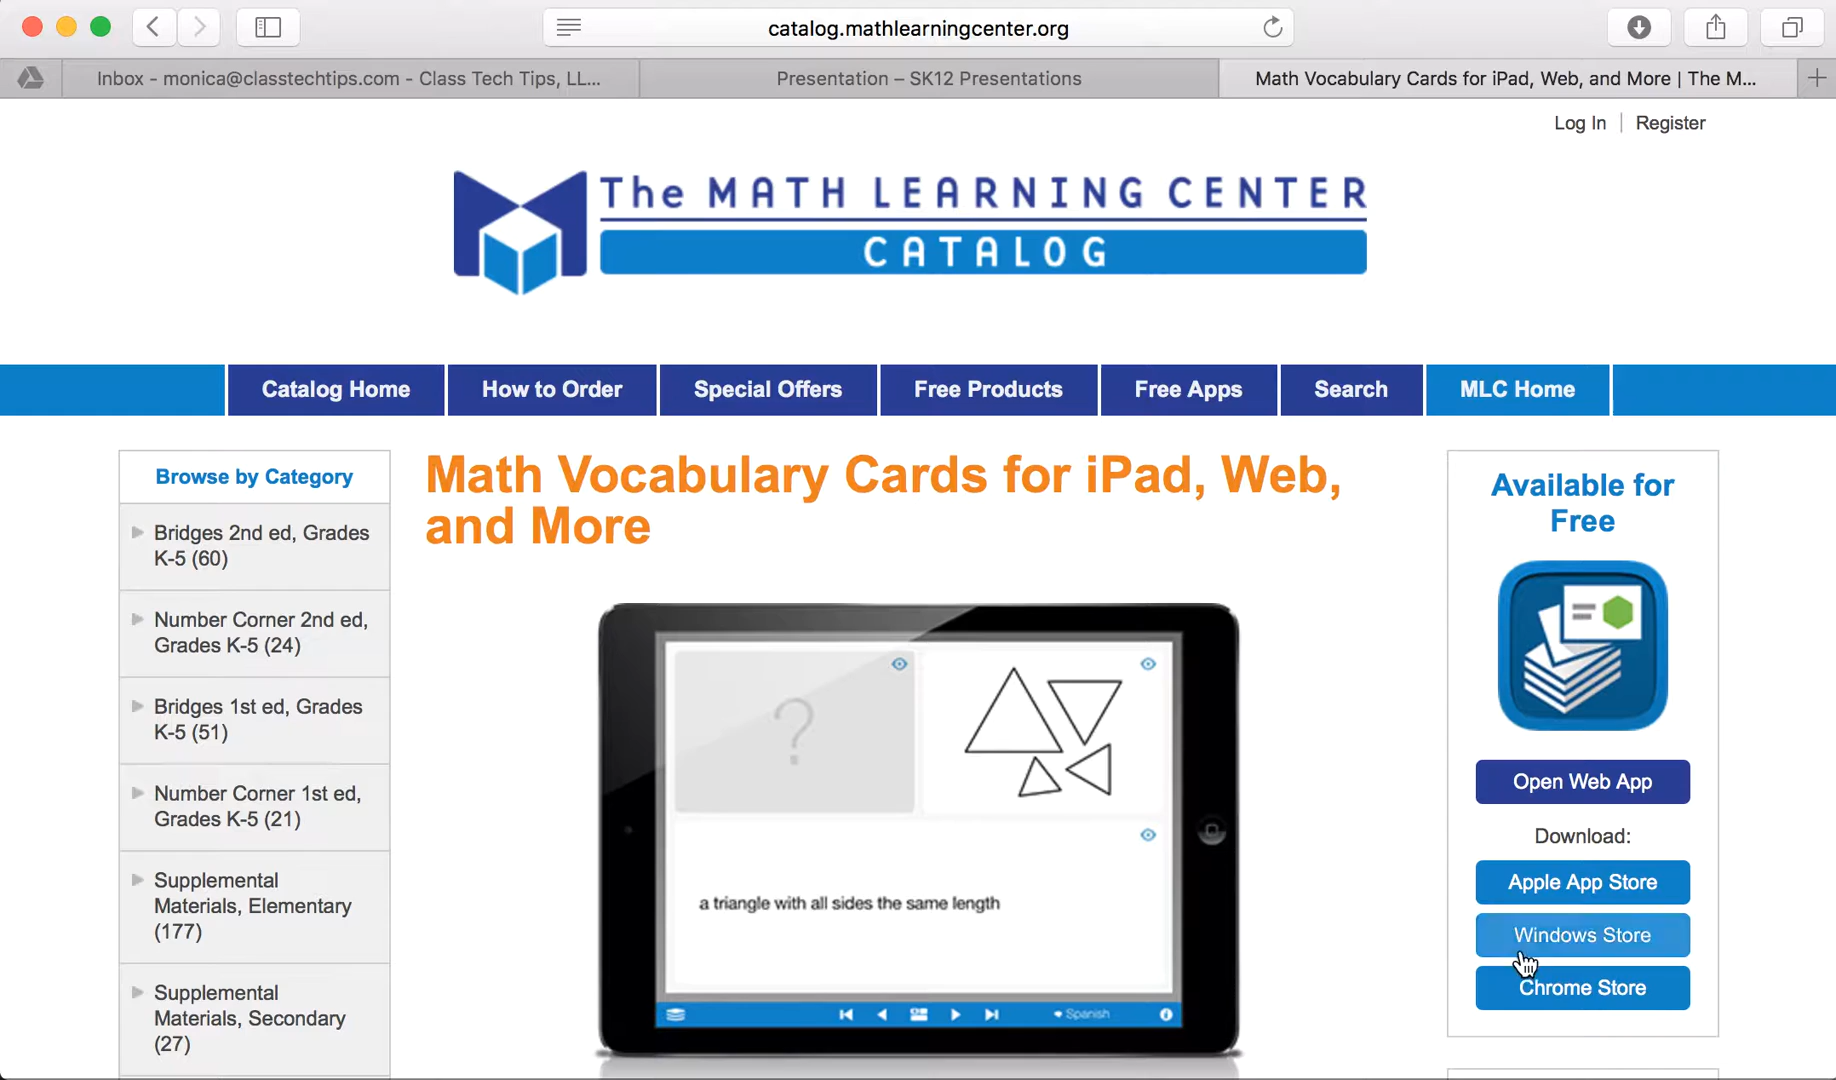 catalog.mathlearningcenter.org
Inbox - monica@classtechtips.com - Class Tech Tips, LL...
Presentation – SK12 Presentations
Math Vocabulary Cards for iPad, Web, and More | The M...
Log In | Register
The MATH LEARNING CENTER
CATALOG
Catalog Home
How to Order
Special Offers
Free Products
Free Apps
Search
MLC Home
Browse by Category
Bridges 2nd ed, Grades
K-5 (60)
Number Corner 2nd ed,
Grades K-5 (24)
Bridges 1st ed, Grades
K-5 (51)
Number Corner 1st ed,
Grades K-5 (21)
Supplemental
Materials, Elementary
(177)
Supplemental
Materials, Secondary
(27)
Math Vocabulary Cards for iPad, Web,
and More
?
a triangle with all sides the same length
Spanish
Available for
Free
Open Web App
Download:
Apple App Store
Windows Store
Chrome Store